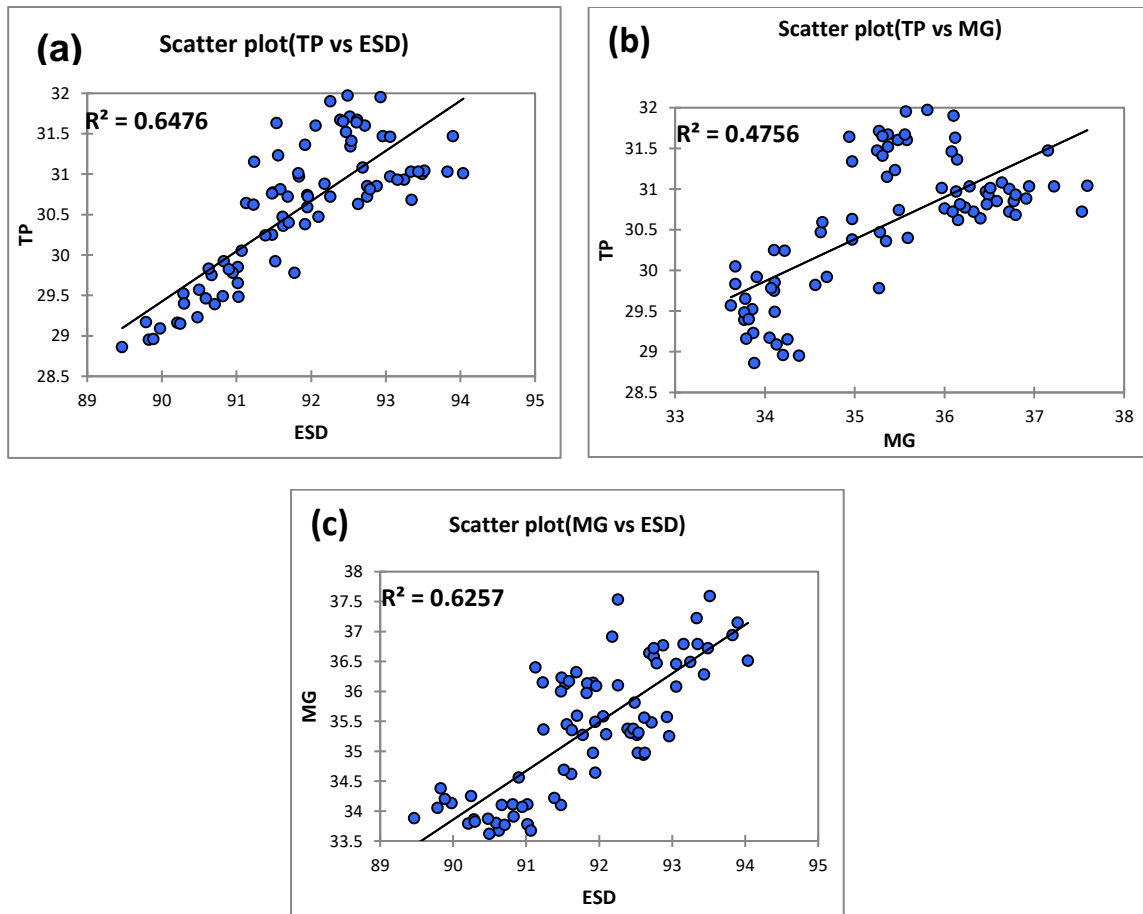 (a)
Scatter plot(TP vs ESD)
R² = 0.6476
TP
32
31.5
31
30.5
30
29.5
29
28.5
89 90 91 92 93 94 95
ESD
(b)
Scatter plot(TP vs MG)
R² = 0.4756
TP
32
31.5
31
30.5
30
29.5
29
28.5
33 34 35 36 37 38
MG
(c)
Scatter plot(MG vs ESD)
R² = 0.6257
MG
38
37.5
37
36.5
36
35.5
35
34.5
34
33.5
89 90 91 92 93 94 95
ESD